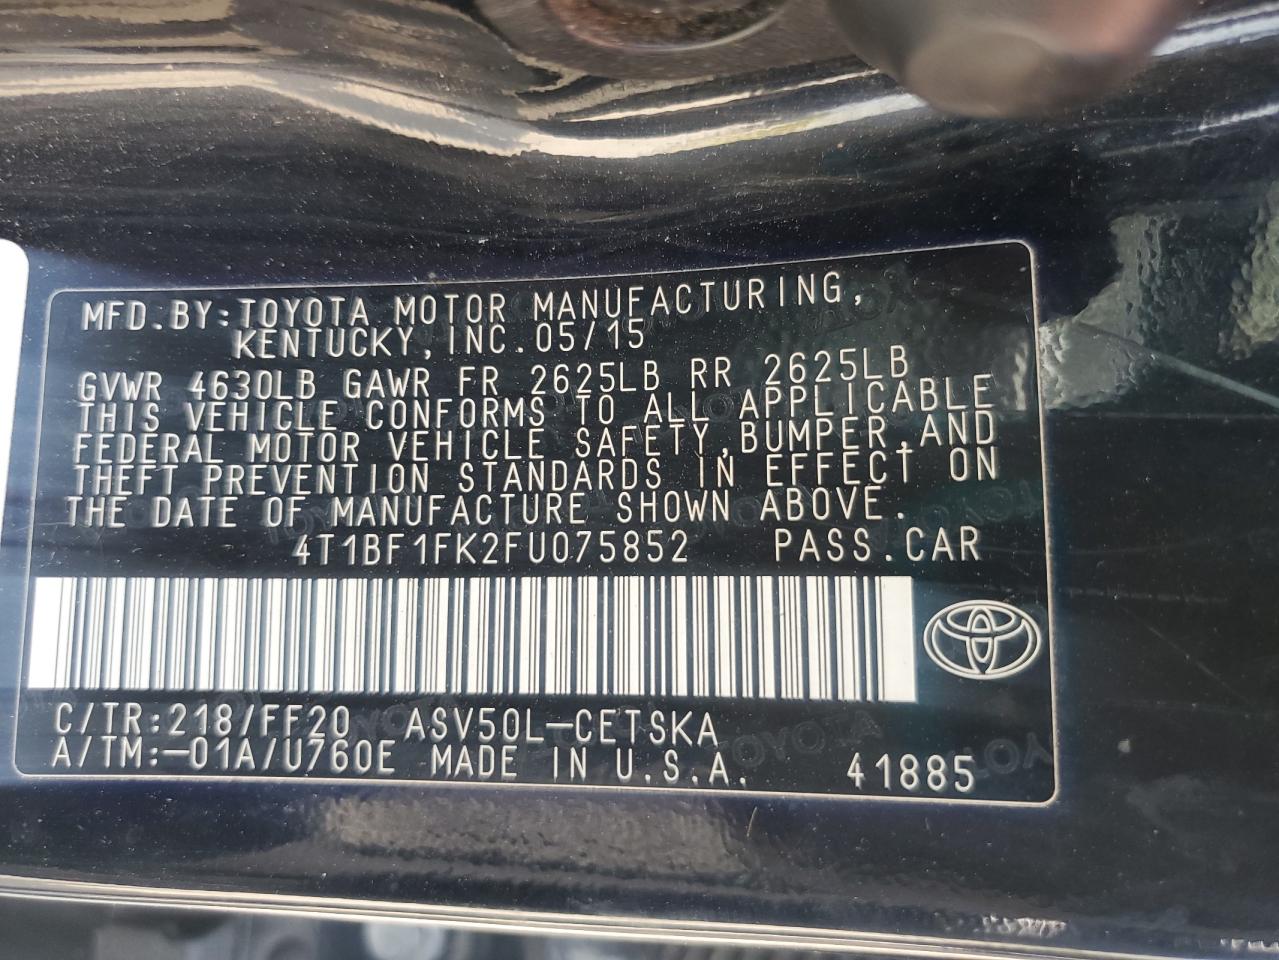 MFD.BY:TOYOTA MOTOR MANUFACTURING,
KENTUCKY,INC.05/15
GVWR 4630LB GAWR FR 2625LB RR 2625LB
THIS VEHICLE CONFORMS TO ALL APPLICABLE
FEDERAL MOTOR VEHICLE SAFETY,BUMPER,AND
THEFT PREVENTION STANDARDS IN EFFECT ON
THE DATE OF MANUFACTURE SHOWN ABOVE.
4T1BF1FK2FU075852 PASS.CAR
C/TR:218/FF20 ASV50L-CETSKA
A/TM:-01A/U760E MADE IN U.S.A. 41885